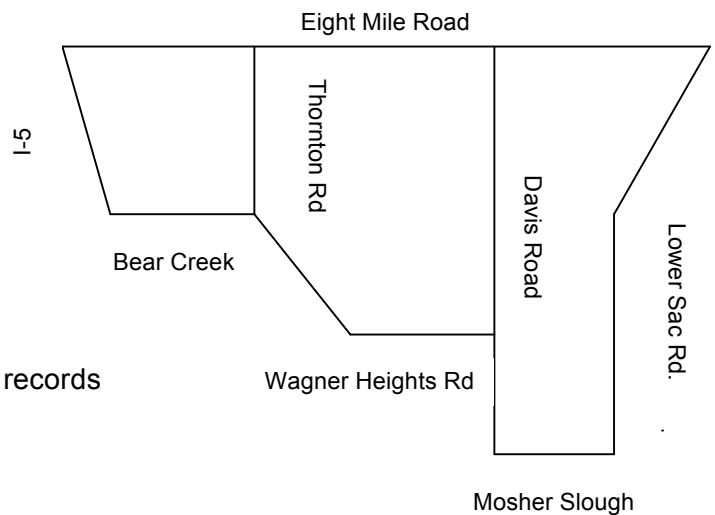 Eight Mile Road
I-5
Thornton Rd
Davis Road
Lower Sac Rd.
Bear Creek
records
Wagner Heights Rd
.
Mosher Slough